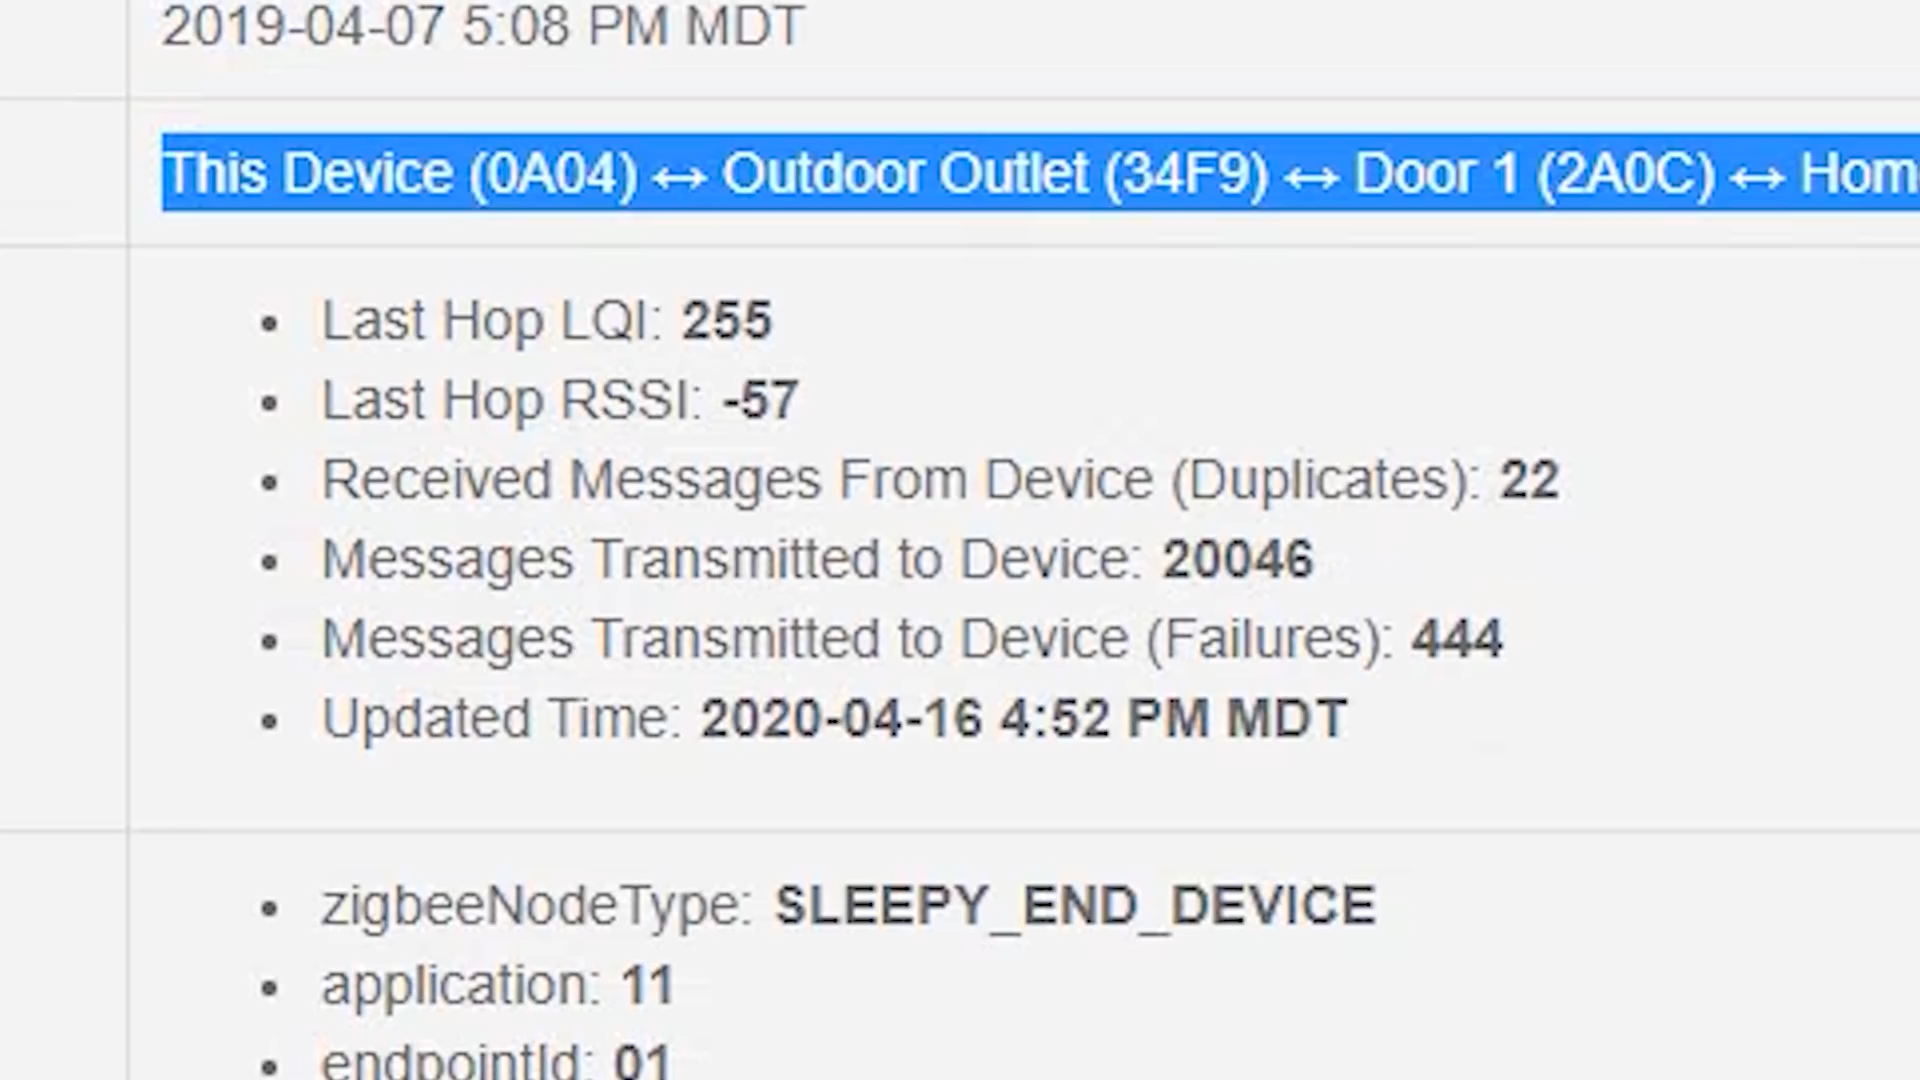 2019-04-07 5:08 PM MDT
This Device (0A04) ↔ Outdoor Outlet (34F9) ↔ Door 1 (2A0C) ↔ Hom
• Last Hop LQI: 255
• Last Hop RSSI: -57
• Received Messages From Device (Duplicates): 22
• Messages Transmitted to Device: 20046
• Messages Transmitted to Device (Failures): 444
• Updated Time: 2020-04-16 4:52 PM MDT
• zigbeeNodeType: SLEEPY_END_DEVICE
• application: 11
• endpointId: 01